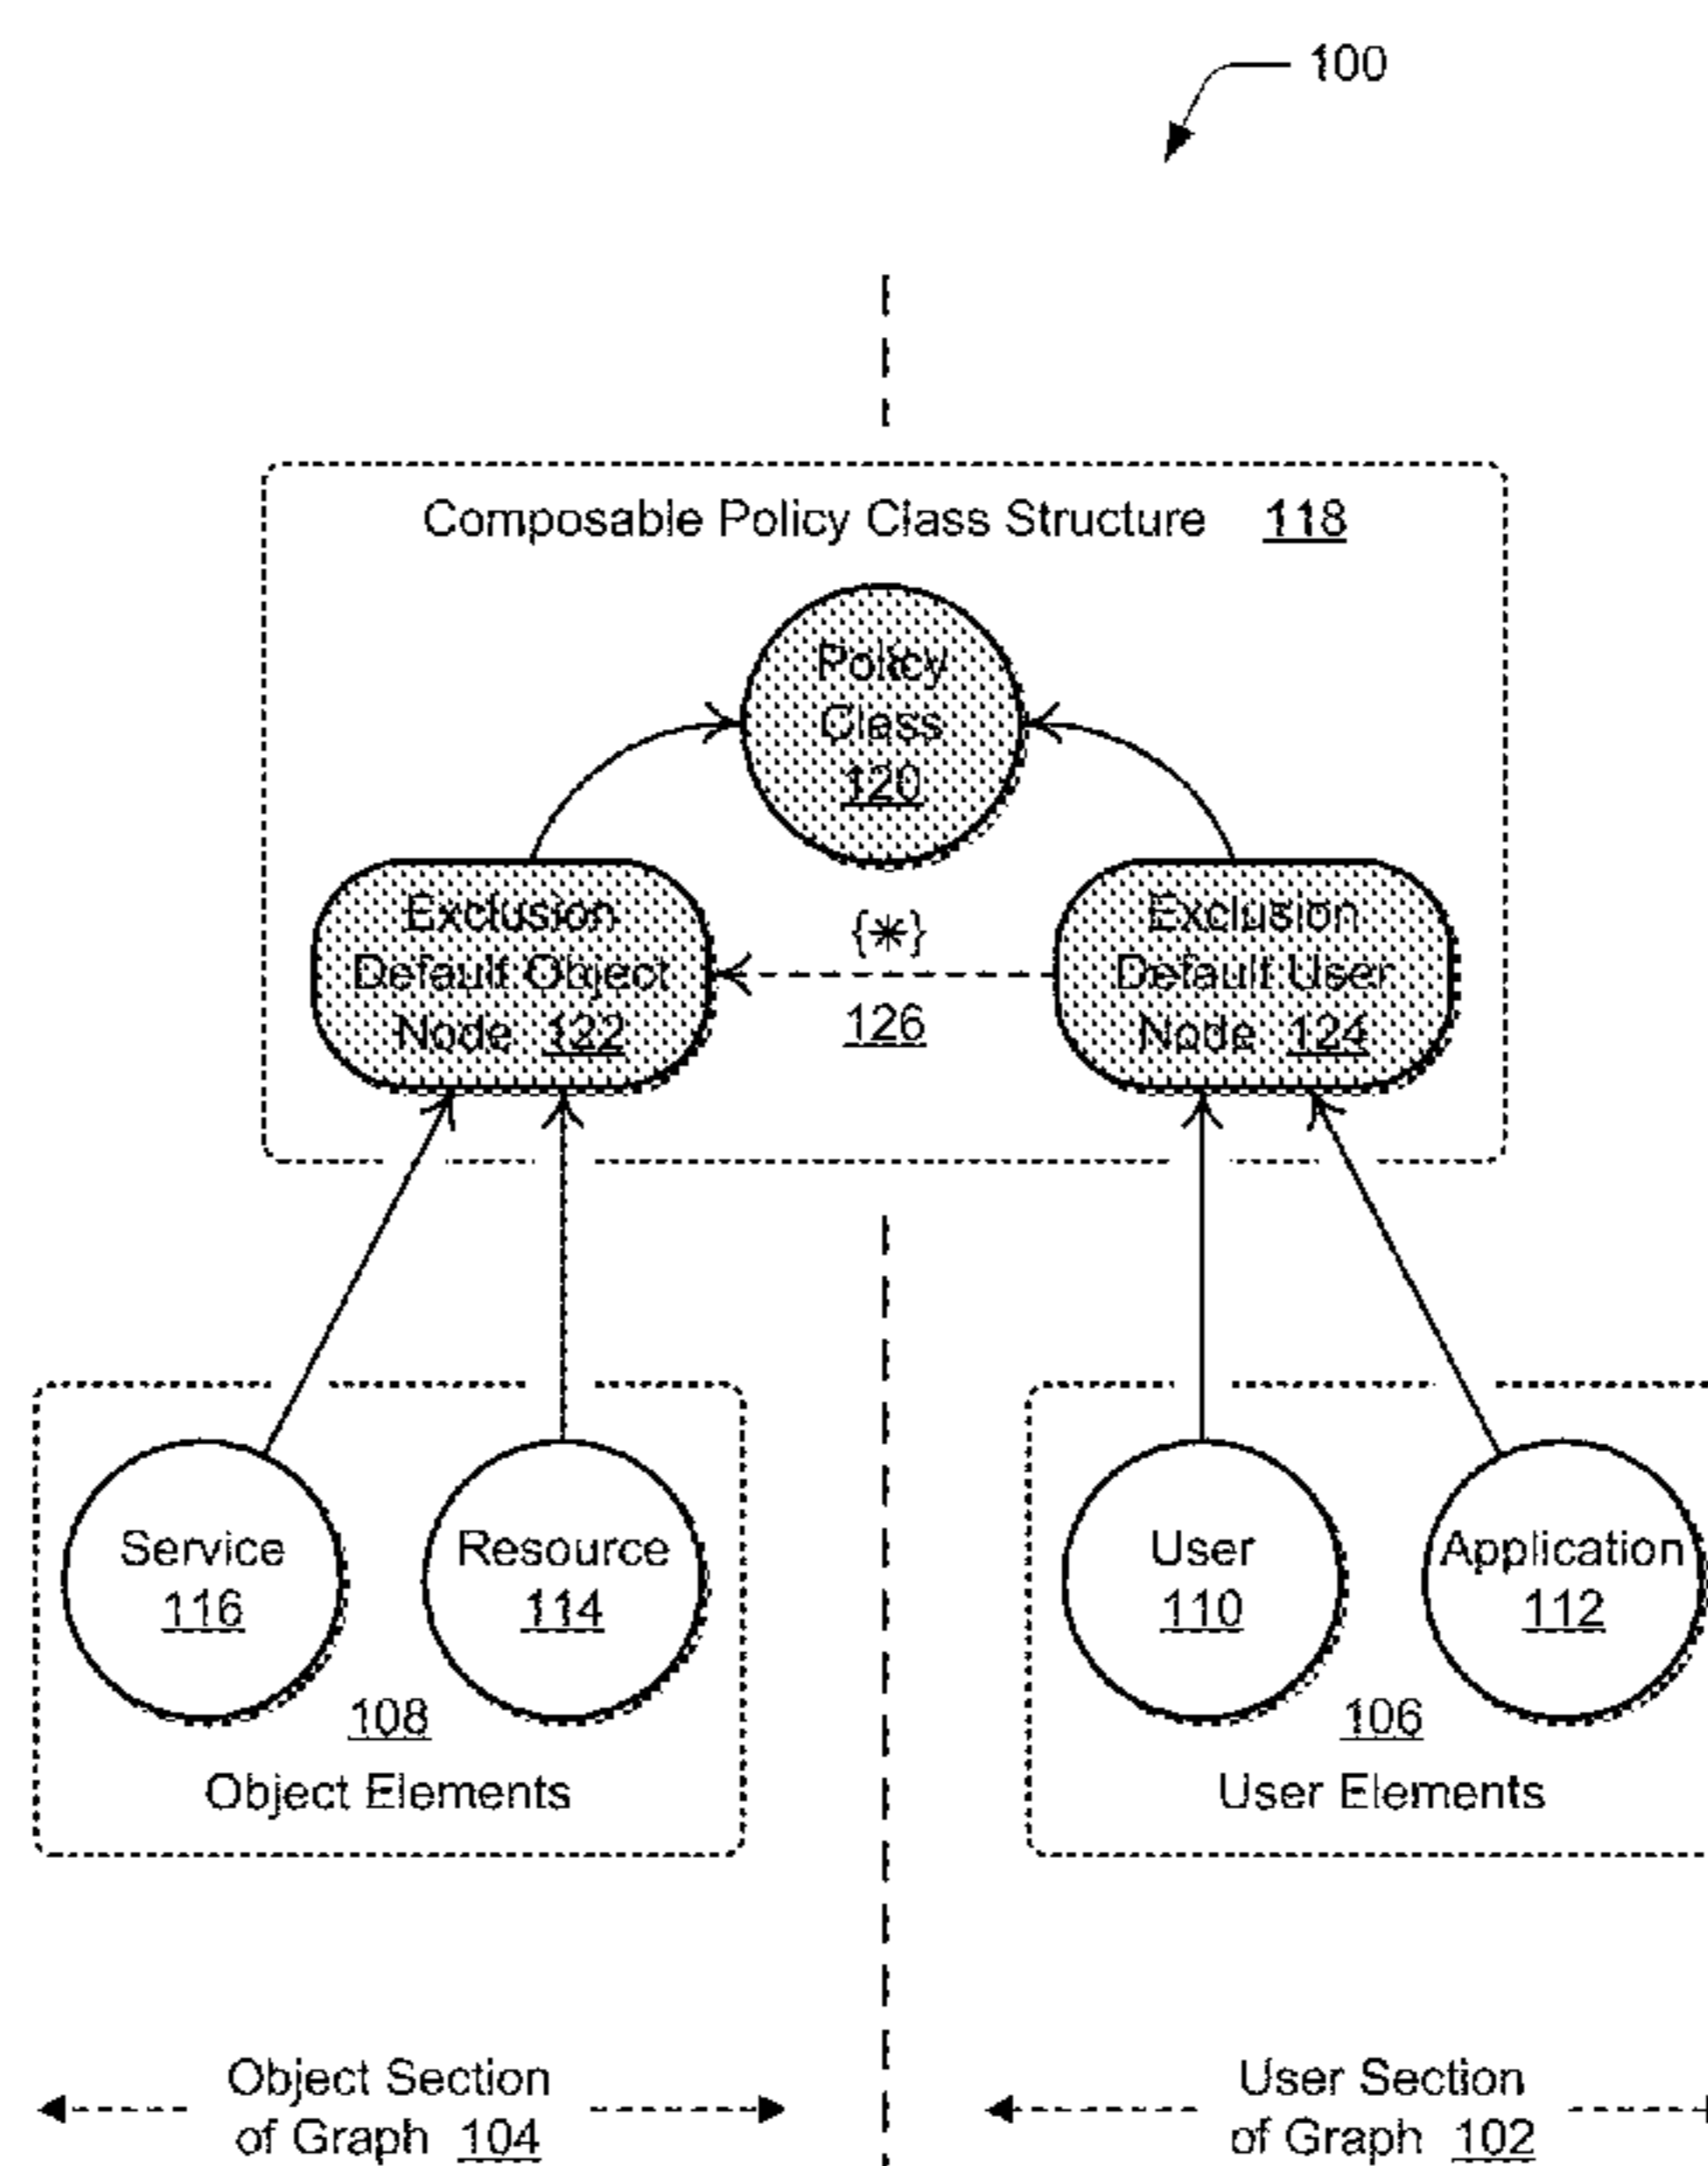 100
Composable Policy Class Structure 118
Policy
Class
120
Exclusion
Default Object
Node 122
{*}
126
Exclusion
Default User
Node 124
Service
116
Resource
114
108
Object Elements
User
110
Application
112
106
User Elements
Object Section
of Graph 104
User Section
of Graph 102